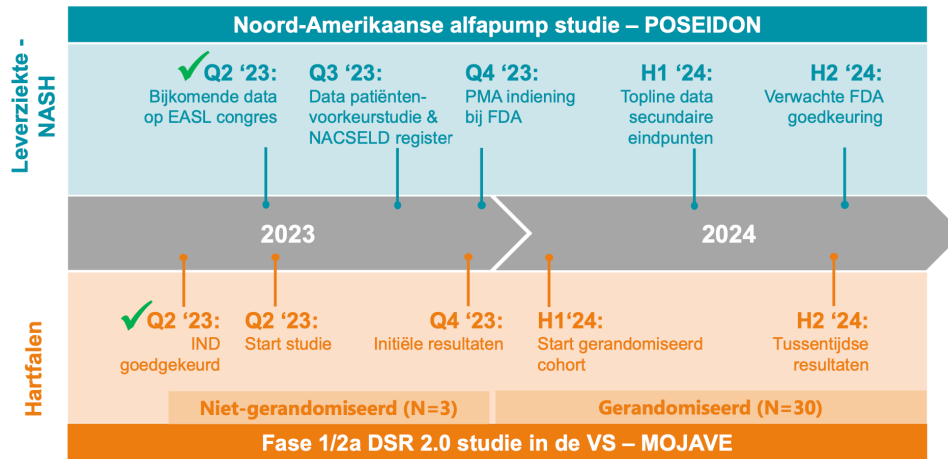 Noord-Amerikaanse alfapump studie – POSEIDON
Leverziekte -
NASH
Q2 ‘23:
Bijkomende data
op EASL congres
Q3 ‘23:
Data patiënten-
voorkeurstudie &
NACSELD register
Q4 ‘23:
PMA indiening
bij FDA
H1 ‘24:
Topline data
secundaire
eindpunten
H2 ‘24:
Verwachte FDA
goedkeuring
2023
2024
Hartfalen
Q2 ‘23:
IND
goedgekeurd
Q2 ‘23:
Start studie
Q4 ‘23:
Initiële resultaten
H1‘24:
Start gerandomiseerd
cohort
H2 ‘24:
Tussentijdse
resultaten
Niet-gerandomiseerd (N=3)
Gerandomiseerd (N=30)
Fase 1/2a DSR 2.0 studie in de VS – MOJAVE